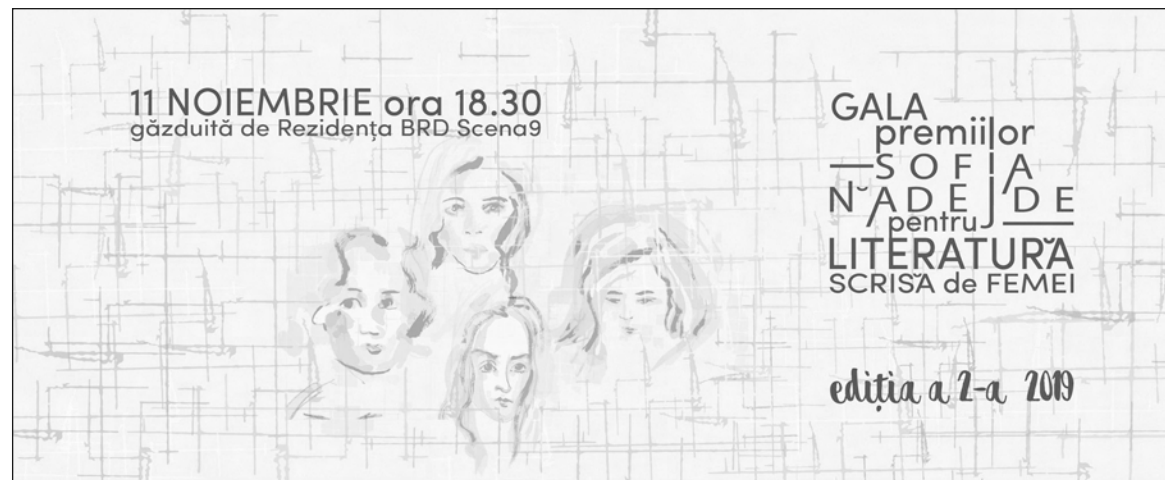 11 NOIEMBRIE ora 18.30
găzduită de Rezidența BRD Scena9
GALA
premiilor
SOFIA
NĂDEJDE
pentru
LITERATURĂ
SCRISĂ de FEMEI
ediția a 2-a 2019